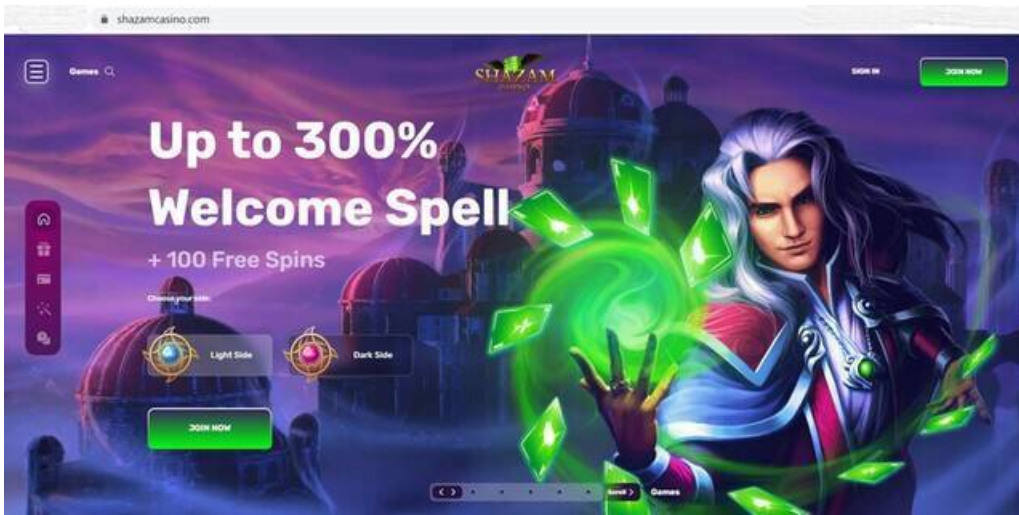 shazamcasino.com
Games
SHAZAM
CASINO
SIGN IN
JOIN NOW
Up to 300%
Welcome Spell
+ 100 Free Spins
Choose your side:
Light Side
Dark Side
JOIN NOW
Scroll
Games